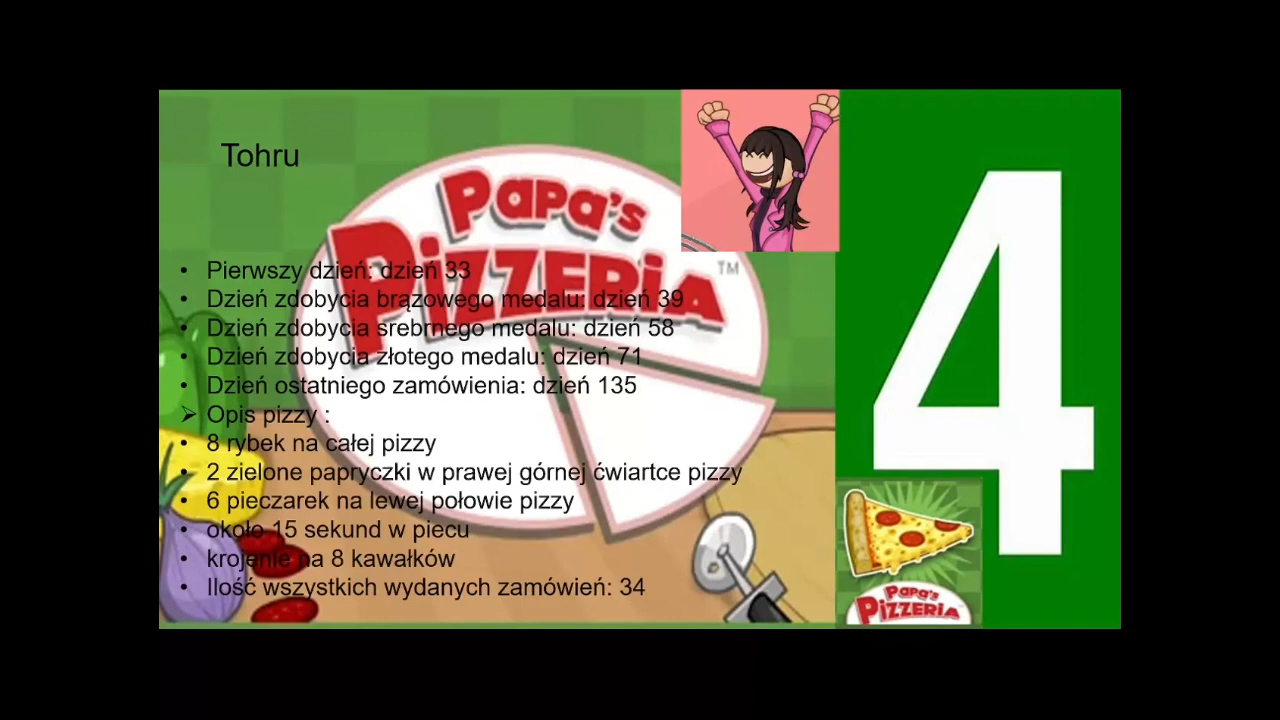 Tohru
PAPA'S
PIZZERIA
TM
• Pierwszy dzień: dzień 33
• Dzień zdobycia brązowego medalu: dzień 39
• Dzień zdobycia srebrnego medalu: dzień 58
• Dzień zdobycia złotego medalu: dzień 71
• Dzień ostatniego zamówienia: dzień 135
➢ Opis pizzy :
• 8 rybek na całej pizzy
• 2 zielone papryczki w prawej górnej ćwiartce pizzy
• 6 pieczarek na lewej połowie pizzy
• około 15 sekund w piecu
• krojenie na 8 kawałków
• Ilość wszystkich wydanych zamówień: 34
4
PAPA'S
PIZZERIA